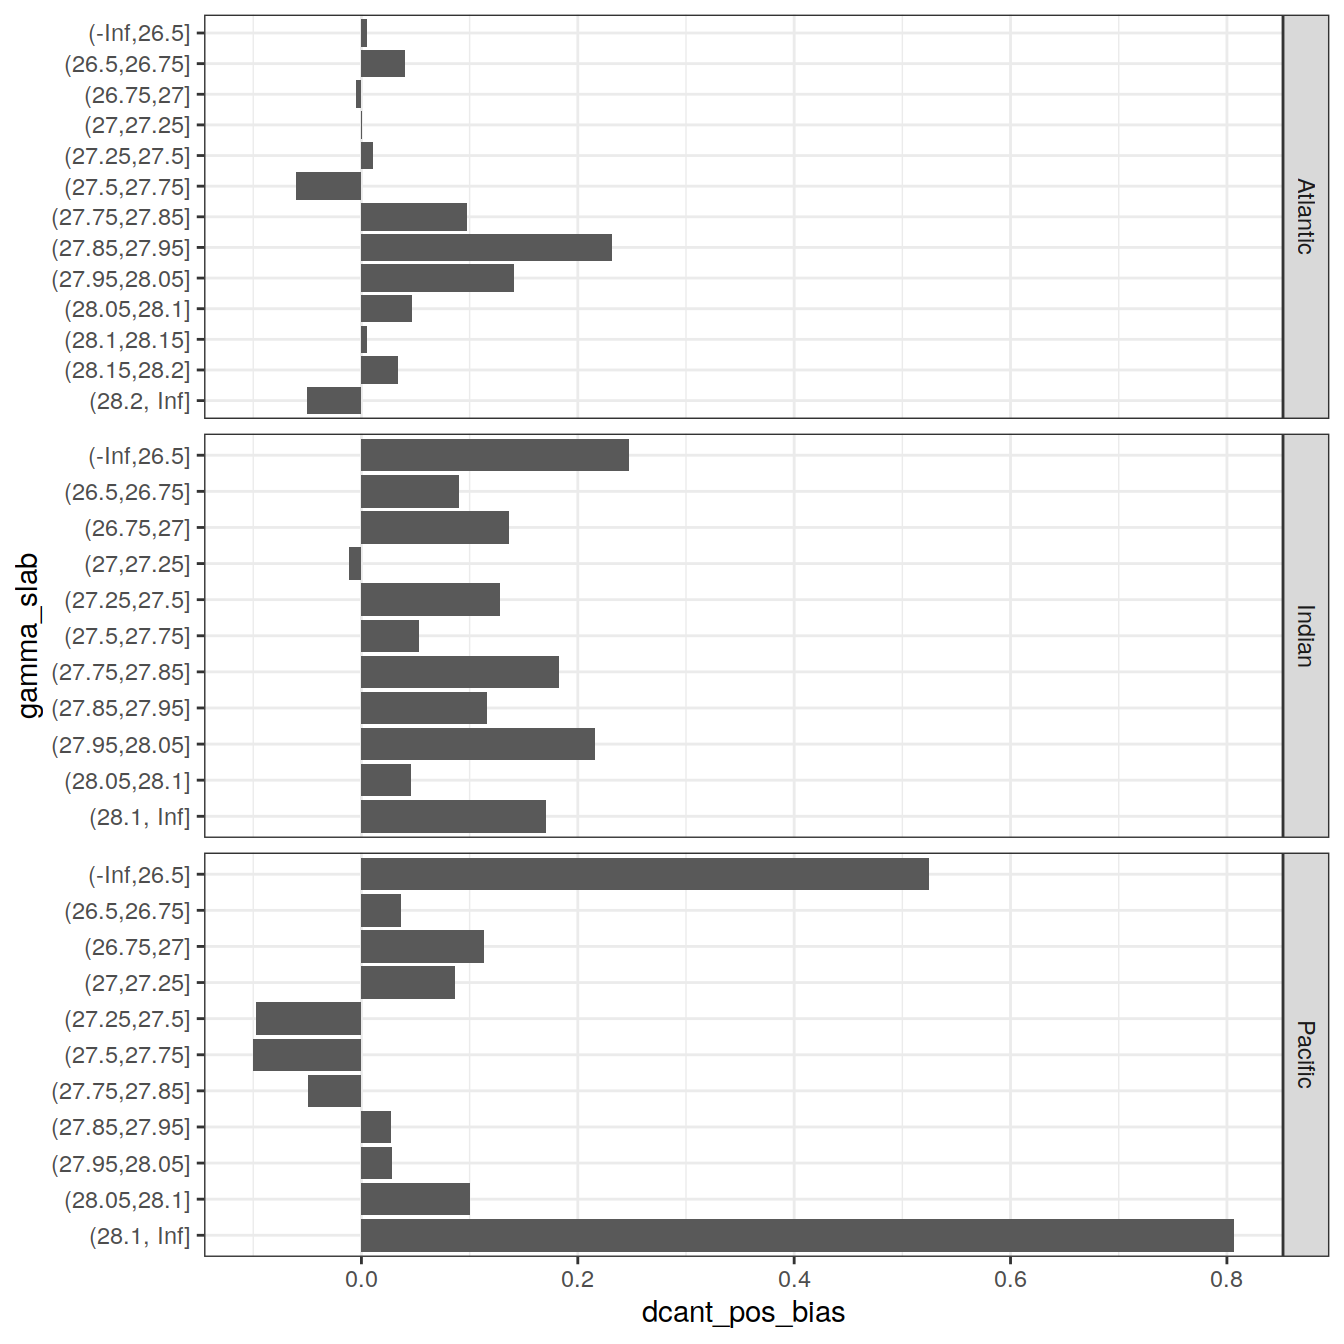 (-Inf,26.5]
(26.5,26.75]
(26.75,27]
(27,27.25]
(27.25,27.5]
(27.5,27.75]
(27.75,27.85]
(27.85,27.95]
(27.95,28.05]
(28.05,28.1]
(28.1,28.15]
(28.15,28.2]
(28.2, Inf]
Atlantic
(-Inf,26.5]
(26.5,26.75]
(26.75,27]
(27,27.25]
(27.25,27.5]
(27.5,27.75]
(27.75,27.85]
(27.85,27.95]
(27.95,28.05]
(28.05,28.1]
(28.1, Inf]
Indian
gamma_slab
(-Inf,26.5]
(26.5,26.75]
(26.75,27]
(27,27.25]
(27.25,27.5]
(27.5,27.75]
(27.75,27.85]
(27.85,27.95]
(27.95,28.05]
(28.05,28.1]
(28.1, Inf]
Pacific
0.0 0.2 0.4 0.6 0.8
dcant_pos_bias